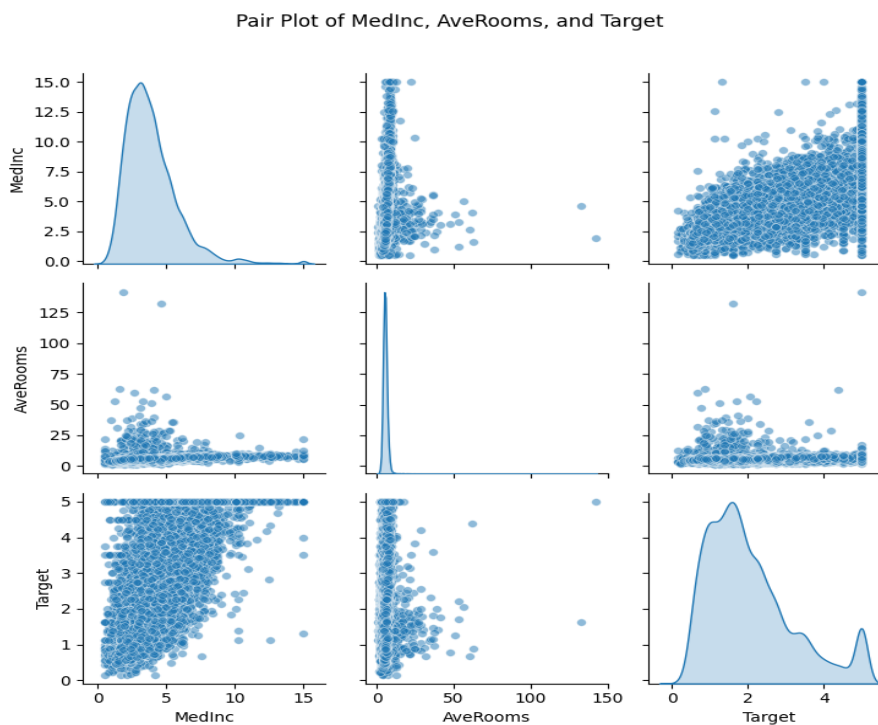 Pair Plot of MedInc, AveRooms, and Target
15.0
12.5
10.0
7.5
5.0
2.5
0.0
MedInc
125
100
75
50
25
0
AveRooms
5
4
3
2
1
0
Target
0 5 10 15
MedInc
0 50 100 150
AveRooms
0 2 4
Target